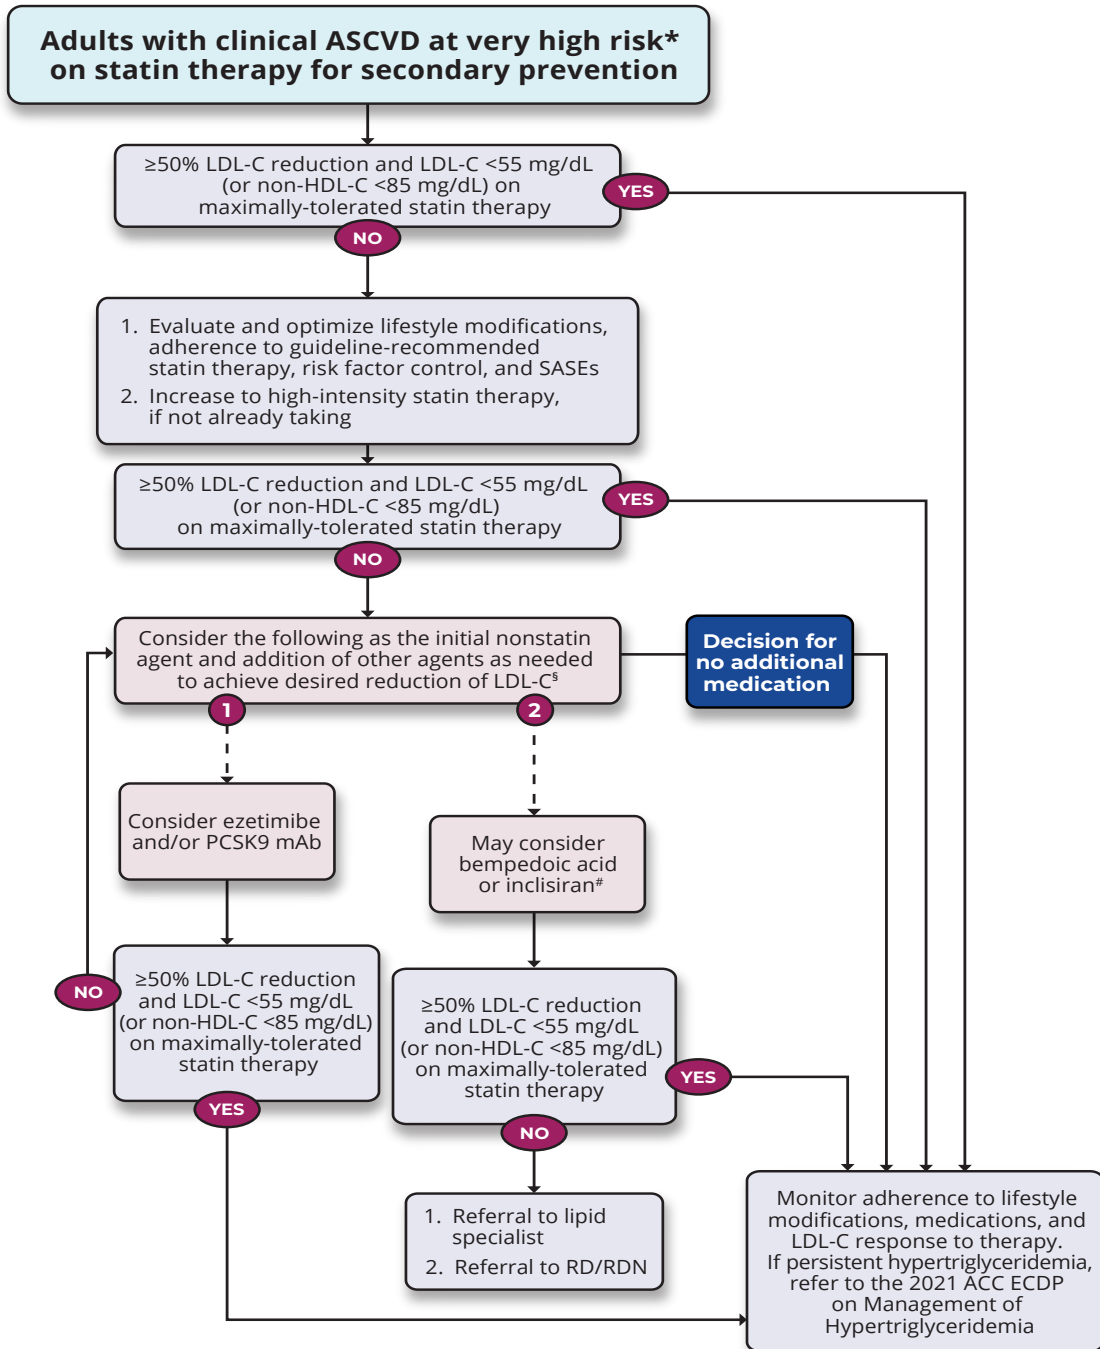 Adults with clinical ASCVD at very high risk*
on statin therapy for secondary prevention
≥50% LDL-C reduction and LDL-C <55 mg/dL
(or non-HDL-C <85 mg/dL) on
maximally-tolerated statin therapy
YES
NO
1. Evaluate and optimize lifestyle modifications,
adherence to guideline-recommended
statin therapy, risk factor control, and SASEs
2. Increase to high-intensity statin therapy,
if not already taking
≥50% LDL-C reduction and LDL-C <55 mg/dL
(or non-HDL-C <85 mg/dL)
on maximally-tolerated statin therapy
YES
NO
Consider the following as the initial nonstatin
agent and addition of other agents as needed
to achieve desired reduction of LDL-C§
Decision for
no additional
medication
1
2
Consider ezetimibe
and/or PCSK9 mAb
May consider
bempedoic acid
or inclisiran#
≥50% LDL-C reduction
and LDL-C <55 mg/dL
(or non-HDL-C <85 mg/dL)
on maximally-tolerated
statin therapy
NO
YES
≥50% LDL-C reduction
and LDL-C <55 mg/dL
(or non-HDL-C <85 mg/dL)
on maximally-tolerated
statin therapy
YES
NO
1. Referral to lipid
specialist
2. Referral to RD/RDN
Monitor adherence to lifestyle
modifications, medications, and
LDL-C response to therapy.
If persistent hypertriglyceridemia,
refer to the 2021 ACC ECDP
on Management of
Hypertriglyceridemia